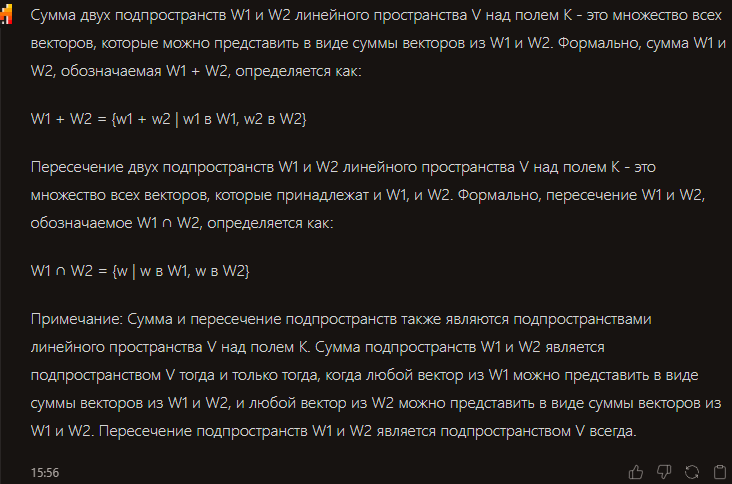 Сумма двух подпространств W1 и W2 линейного пространства V над полем K - это множество всех
векторов, которые можно представить в виде суммы векторов из W1 и W2. Формально, сумма W1 и
W2, обозначаемая W1 + W2, определяется как:
W1 + W2 = {w1 + w2 | w1 в W1, w2 в W2}
Пересечение двух подпространств W1 и W2 линейного пространства V над полем K - это
множество всех векторов, которые принадлежат и W1, и W2. Формально, пересечение W1 и W2,
обозначаемое W1 ∩ W2, определяется как:
W1 ∩ W2 = {w | w в W1, w в W2}
Примечание: Сумма и пересечение подпространств также являются подпространствами
линейного пространства V над полем K. Сумма подпространств W1 и W2 является
подпространством V тогда и только тогда, когда любой вектор из W1 можно представить в виде
суммы векторов из W1 и W2, и любой вектор из W2 можно представить в виде суммы векторов из
W1 и W2. Пересечение подпространств W1 и W2 является подпространством V всегда.
15:56